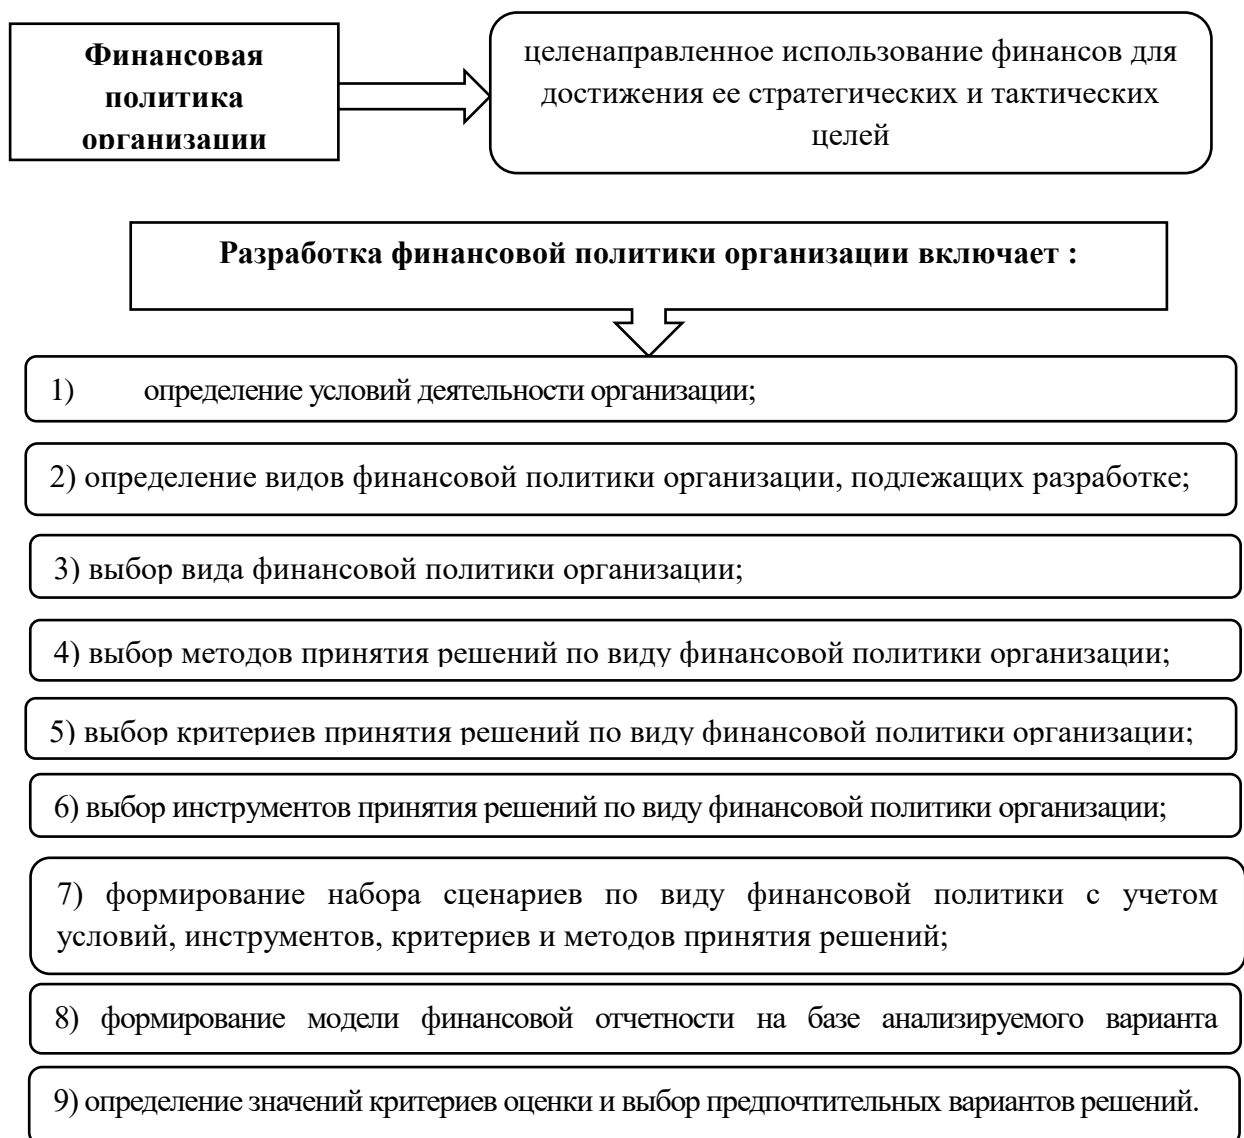 Финансовая
политика
организации
целенаправленное использование финансов для
достижения ее стратегических и тактических
целей
Разработка финансовой политики организации включает :
1) определение условий деятельности организации;
2) определение видов финансовой политики организации, подлежащих разработке;
3) выбор вида финансовой политики организации;
4) выбор методов принятия решений по виду финансовой политики организации;
5) выбор критериев принятия решений по виду финансовой политики организации;
6) выбор инструментов принятия решений по виду финансовой политики организации;
7) формирование набора сценариев по виду финансовой политики с учетом
условий, инструментов, критериев и методов принятия решений;
8) формирование модели финансовой отчетности на базе анализируемого варианта
9) определение значений критериев оценки и выбор предпочтительных вариантов решений.